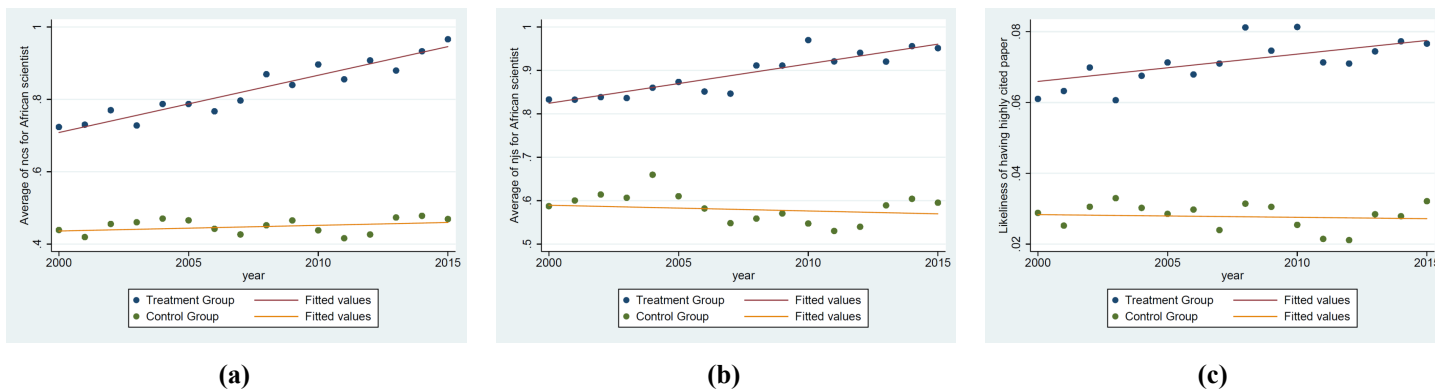 Average of ncs for African scientist
1
.8
.6
.4
2000 2005 2010 2015
year
Treatment Group Fitted values
Control Group Fitted values
(a)
Average of njs for African scientist
1
.9
.8
.7
.6
.5
2000 2005 2010 2015
year
Treatment Group Fitted values
Control Group Fitted values
(b)
Likeliness of having highly cited paper
.08
.06
.04
.02
2000 2005 2010 2015
year
Treatment Group Fitted values
Control Group Fitted values
(c)